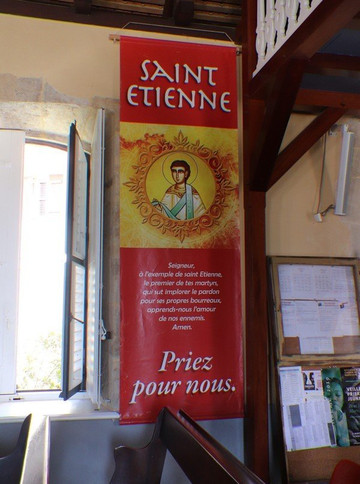 SAINT
ETIENNE
Seigneur,
à l'exemple de saint Etienne,
le premier de tes martyrs,
qui sut implorer le pardon
pour ses propres bourreaux,
apprends-nous l'amour
de nos ennemis.
Amen.
Priez
pour nous.